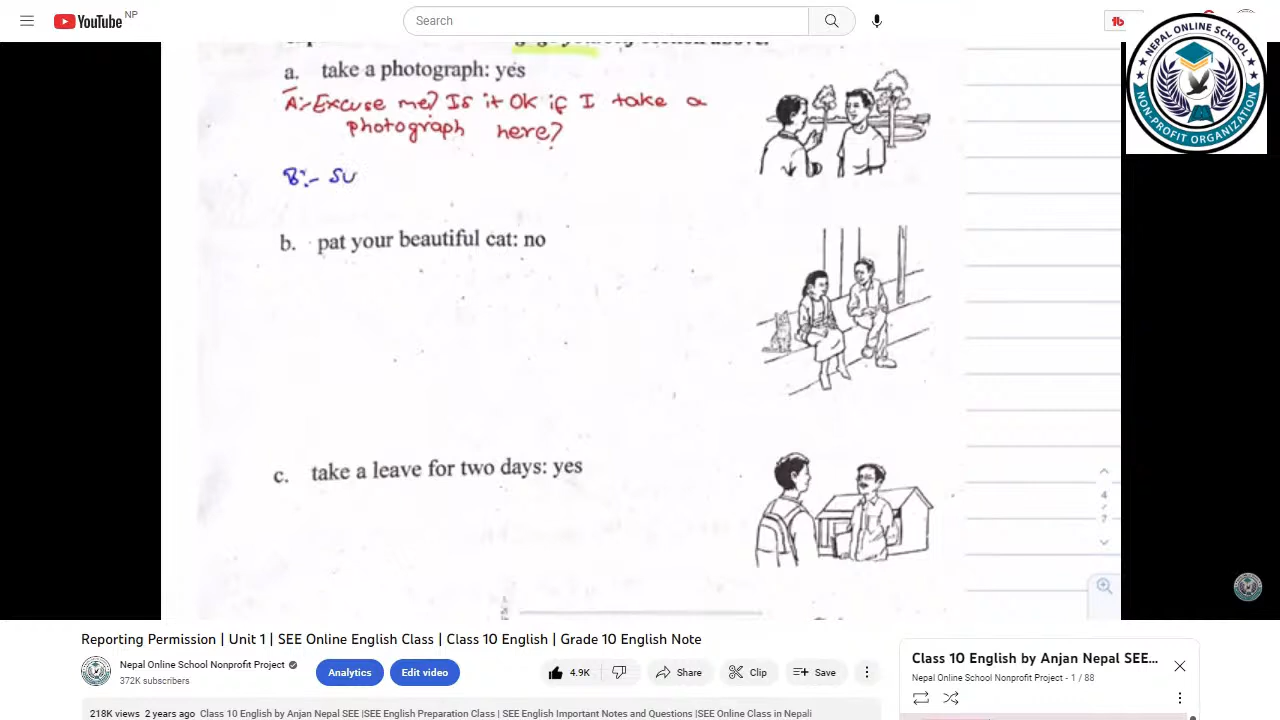 YouTube NP
Search
NEPAL ONLINE SCHOOL
NON-PROFIT ORGANIZATION
a. take a photograph: yes
A:- Excuse me? Is it Ok if I take a
photograph here?
B:- Su
b. pat your beautiful cat: no
c. take a leave for two days: yes
4
/
7
Reporting Permission | Unit 1 | SEE Online English Class | Class 10 English | Grade 10 English Note
Nepal Online School Nonprofit Project
372K subscribers
Analytics
Edit video
4.9K
Share
Clip
Save
218K views 2 years ago Class 10 English by Anjan Nepal SEE |SEE English Preparation Class | SEE English Important Notes and Questions |SEE Online Class in Nepali
Class 10 English by Anjan Nepal SEE...
Nepal Online School Nonprofit Project - 1 / 88